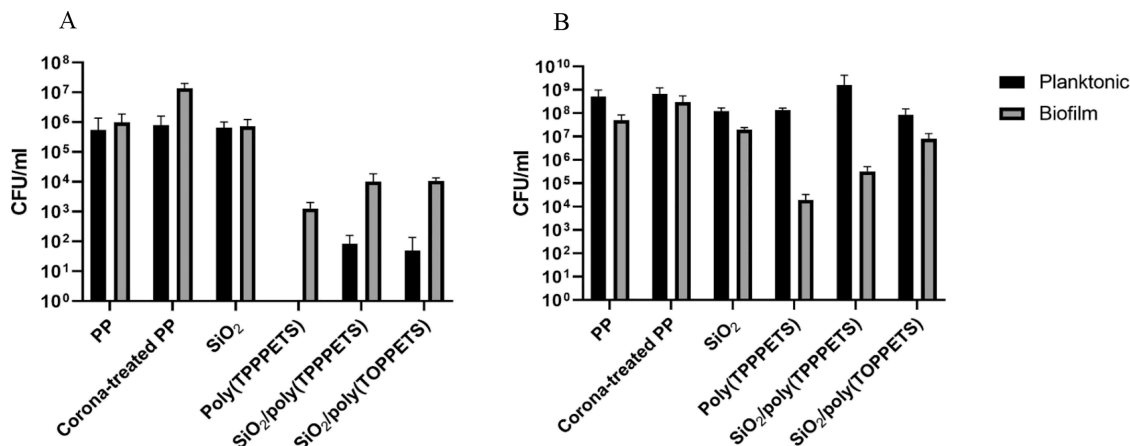 A
CFU/ml
10⁸
10⁷
10⁶
10⁵
10⁴
10³
10²
10¹
10⁰
PP
Corona-treated PP
SiO₂
Poly(TPPPETS)
SiO₂/poly(TPPPETS)
SiO₂/poly(TOPPETS)
B
CFU/ml
10¹⁰
10⁹
10⁸
10⁷
10⁶
10⁵
10⁴
10³
10²
10¹
10⁰
PP
Corona-treated PP
SiO₂
Poly(TPPPETS)
SiO₂/poly(TPPPETS)
SiO₂/poly(TOPPETS)
Planktonic
Biofilm